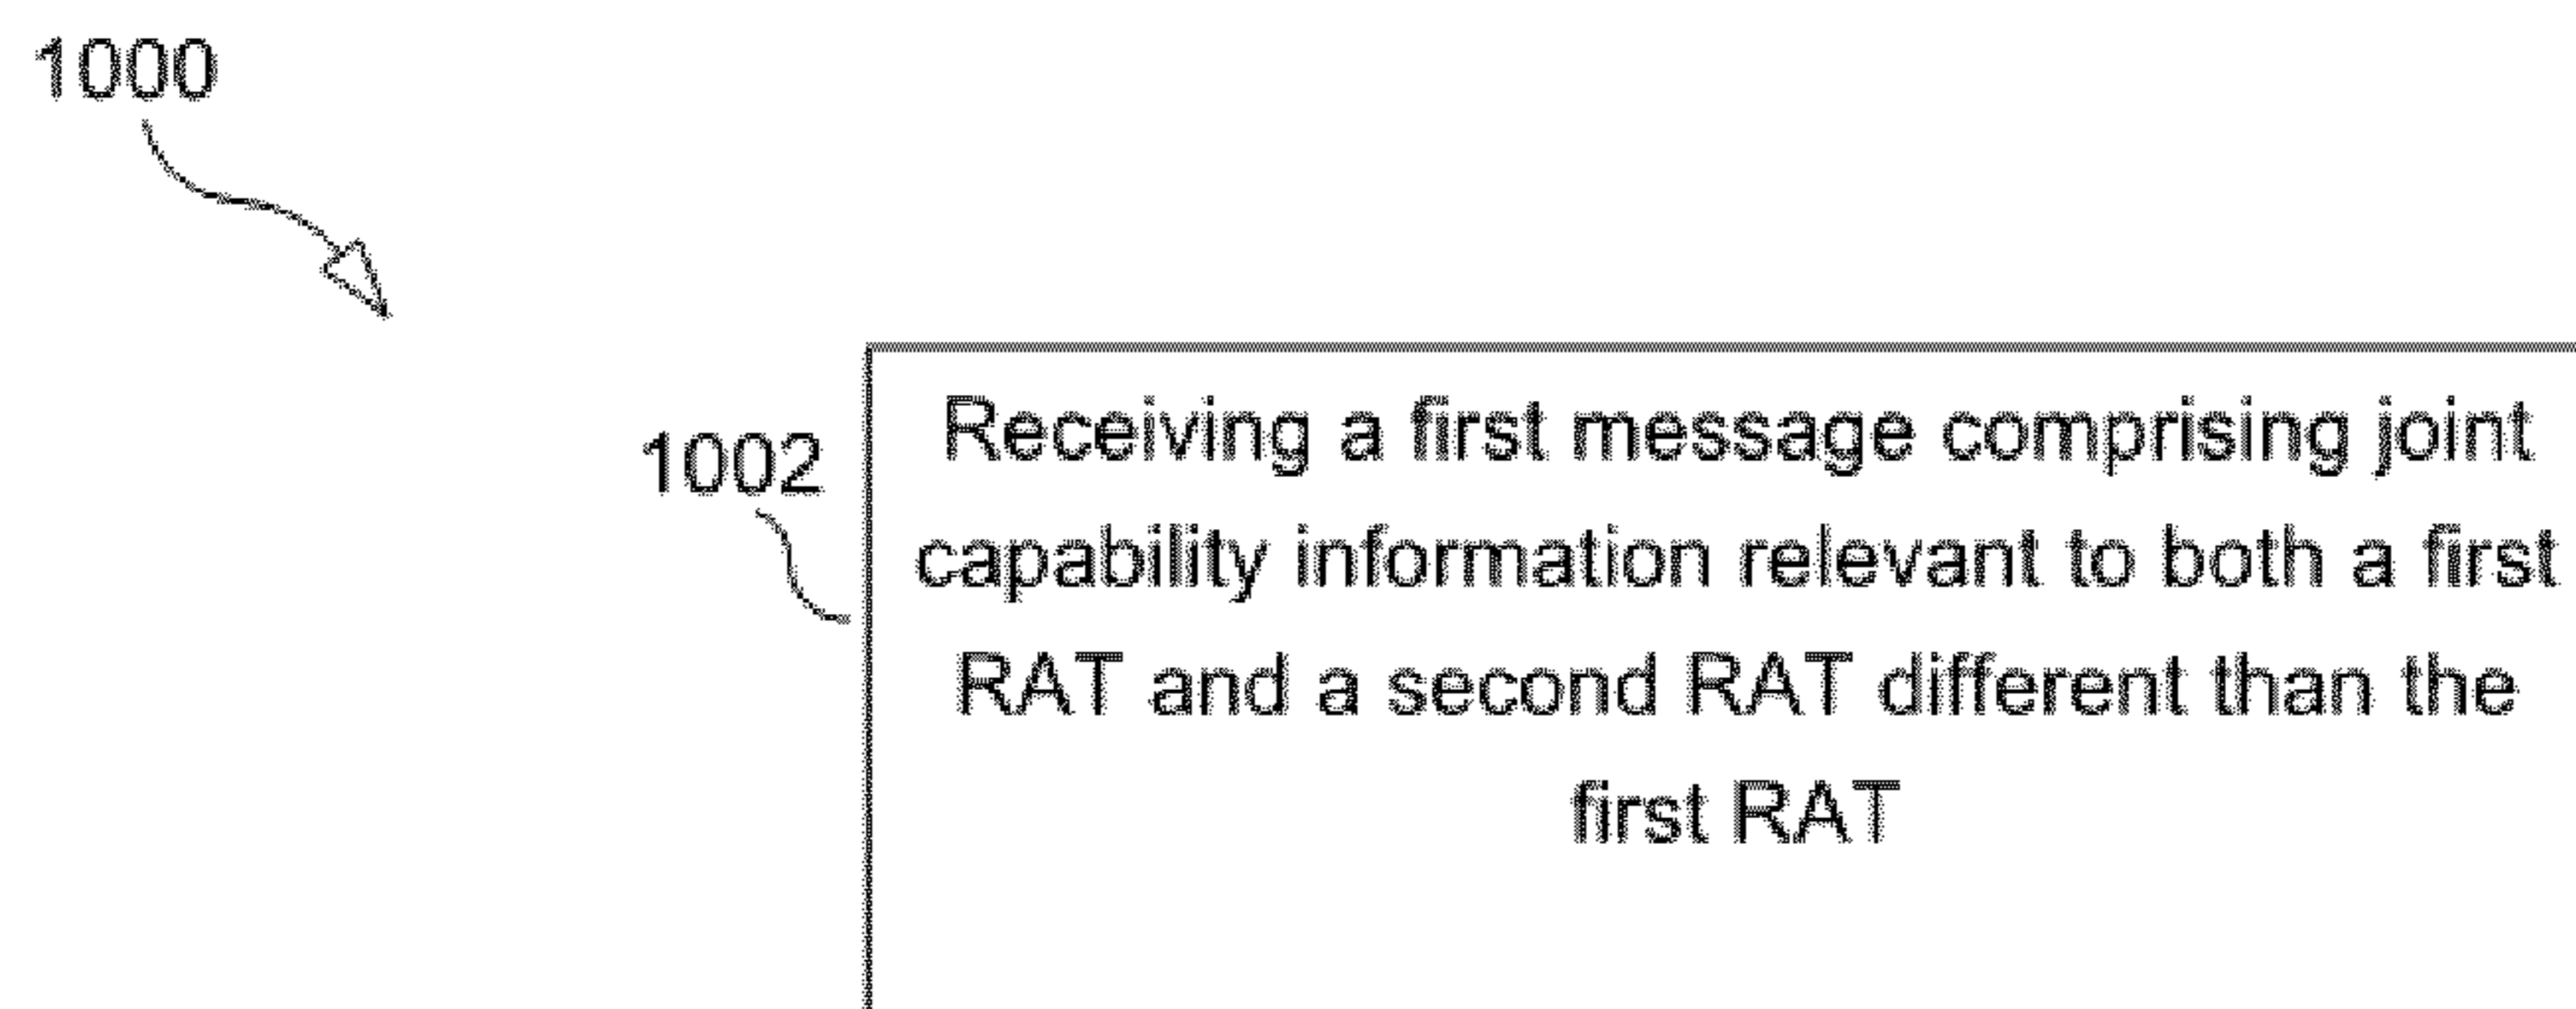 1000
1002
Receiving a first message comprising joint
capability information relevant to both a first
RAT and a second RAT different than the
first RAT